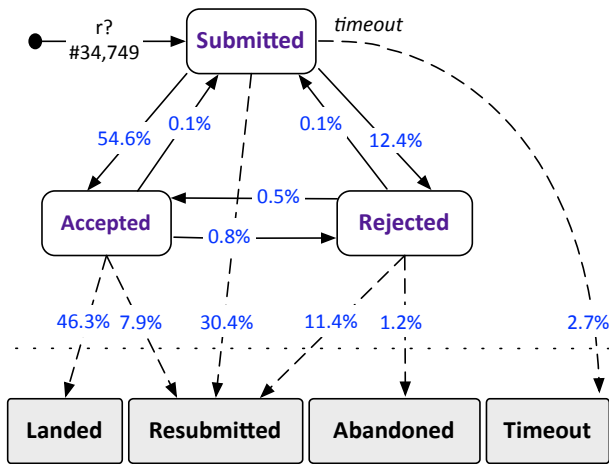 r?
#34,749
Submitted
timeout
54.6%
0.1%
0.1%
12.4%
Accepted
0.5%
0.8%
Rejected
46.3%
7.9%
30.4%
11.4%
1.2%
2.7%
Landed
Resubmitted
Abandoned
Timeout